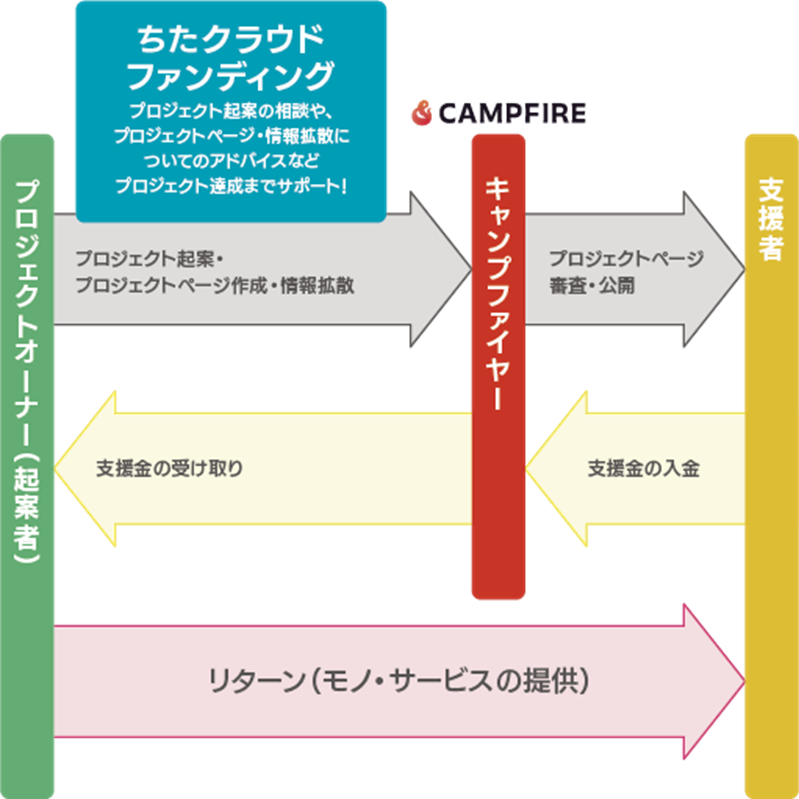 ちたクラウド
ファンディング
プロジェクト起案の相談や、
プロジェクトページ・情報拡散に
ついてのアドバイスなど
プロジェクト達成までサポート！
CAMPFIRE
プロジェクトオーナー(起案者)
キャンプファイヤー
支援者
プロジェクト起案・
プロジェクトページ作成・情報拡散
プロジェクトページ
審査・公開
支援金の受け取り
支援金の入金
リターン(モノ・サービスの提供)